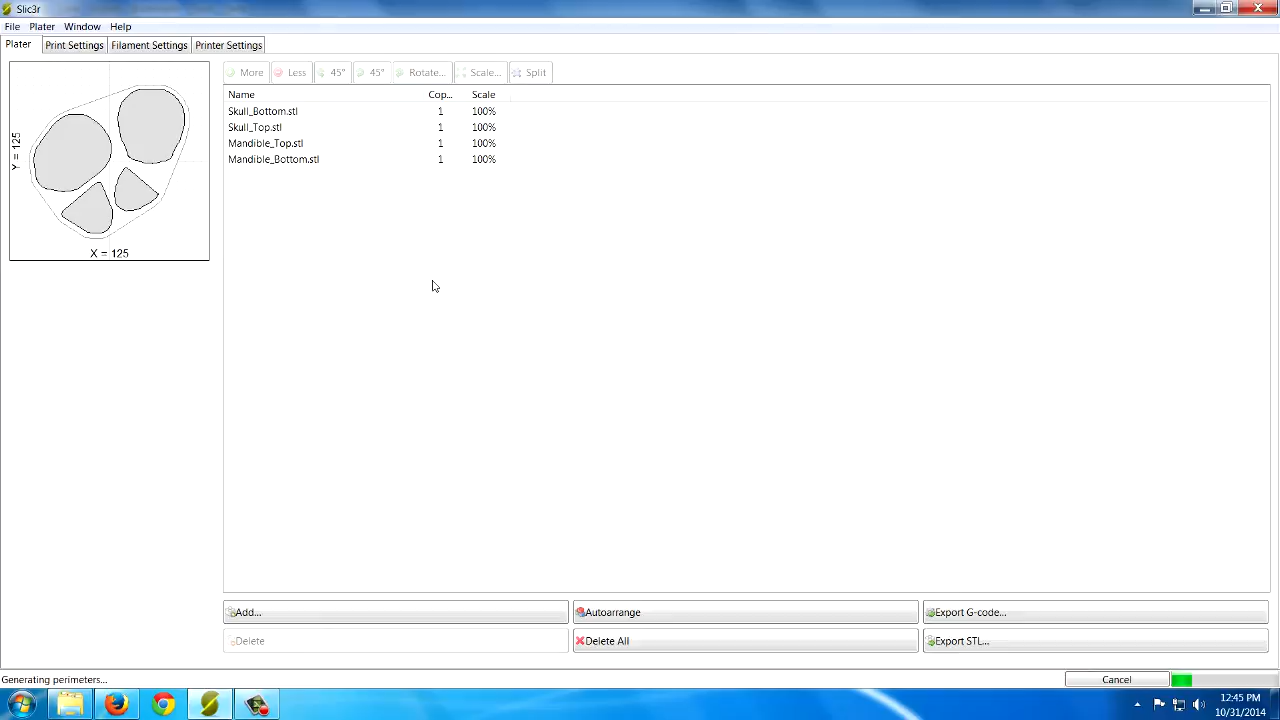 Slic3r
File Plater Window Help
Plater Print Settings Filament Settings Printer Settings
More Less 45° 45° Rotate... Scale... Split
Name Cop... Scale
Skull_Bottom.stl 1 100%
Skull_Top.stl 1 100%
Mandible_Top.stl 1 100%
Mandible_Bottom.stl 1 100%
Y = 125
X = 125
Add... Autoarrange Export G-code...
Delete Delete All Export STL...
Generating perimeters... Cancel
12:45 PM
10/31/2014